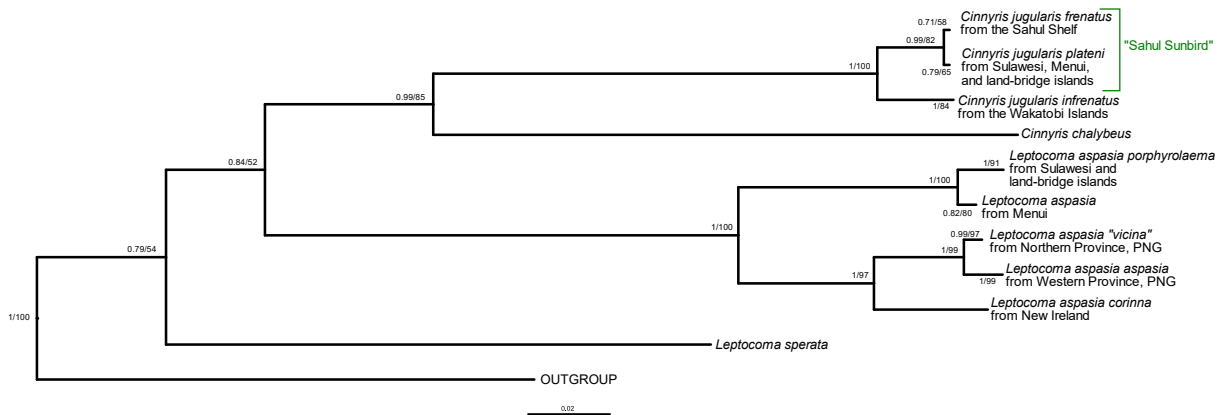 0.71/58
Cinnyris jugularis frenatus
from the Sahul Shelf
0.99/82
"Sahul Sunbird"
Cinnyris jugularis plateni
from Sulawesi, Menui,
and land-bridge islands
0.79/65
1/100
Cinnyris jugularis infrenatus
from the Wakatobi Islands
1/84
0.99/85
Cinnyris chalybeus
0.84/52
Leptocoma aspasia porphyrolaema
from Sulawesi and
land-bridge islands
1/91
1/100
Leptocoma aspasia
from Menui
0.82/80
1/100
Leptocoma aspasia "vicina"
from Northern Province, PNG
0.99/97
1/99
Leptocoma aspasia aspasia
from Western Province, PNG
1/99
1/97
Leptocoma aspasia corinna
from New Ireland
0.79/54
Leptocoma sperata
1/100
OUTGROUP
0.02